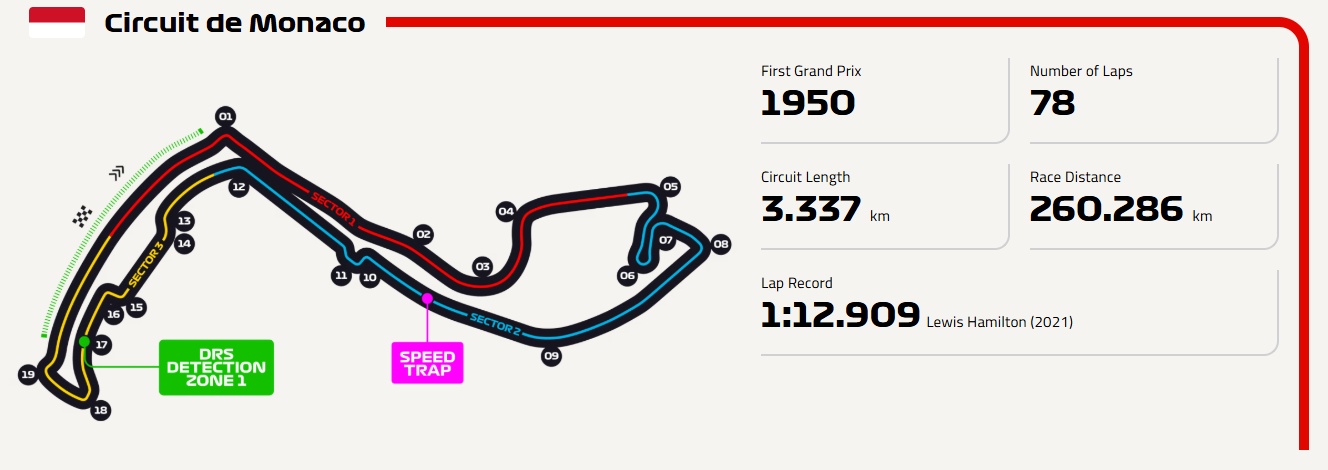 Circuit de Monaco
First Grand Prix
1950
Number of Laps
78
Circuit Length
3.337 km
Race Distance
260.286 km
Lap Record
1:12.909 Lewis Hamilton (2021)
01
SECTOR 1
02
03
04
05
06
07
08
09
SECTOR 2
SPEED
TRAP
10
11
12
13
14
SECTOR 3
15
16
17
DRS
DETECTION
ZONE 1
18
19